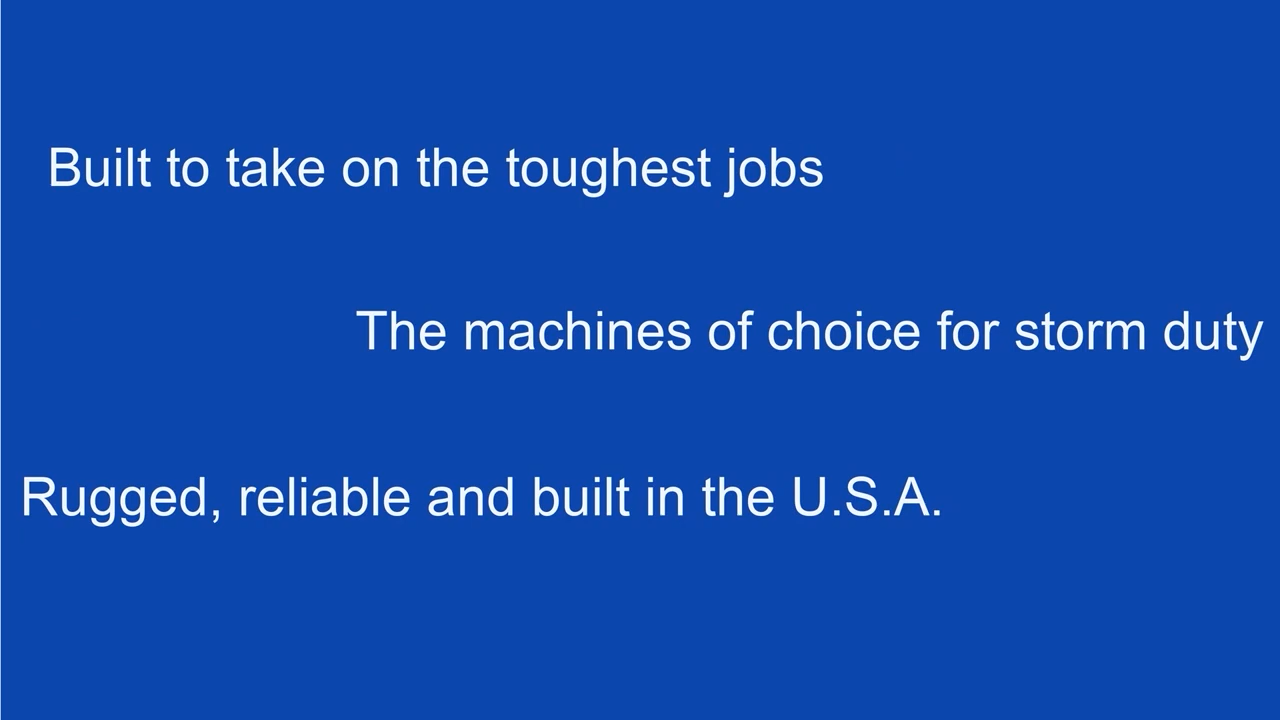 Built to take on the toughest jobs
The machines of choice for storm duty
Rugged, reliable and built in the U.S.A.